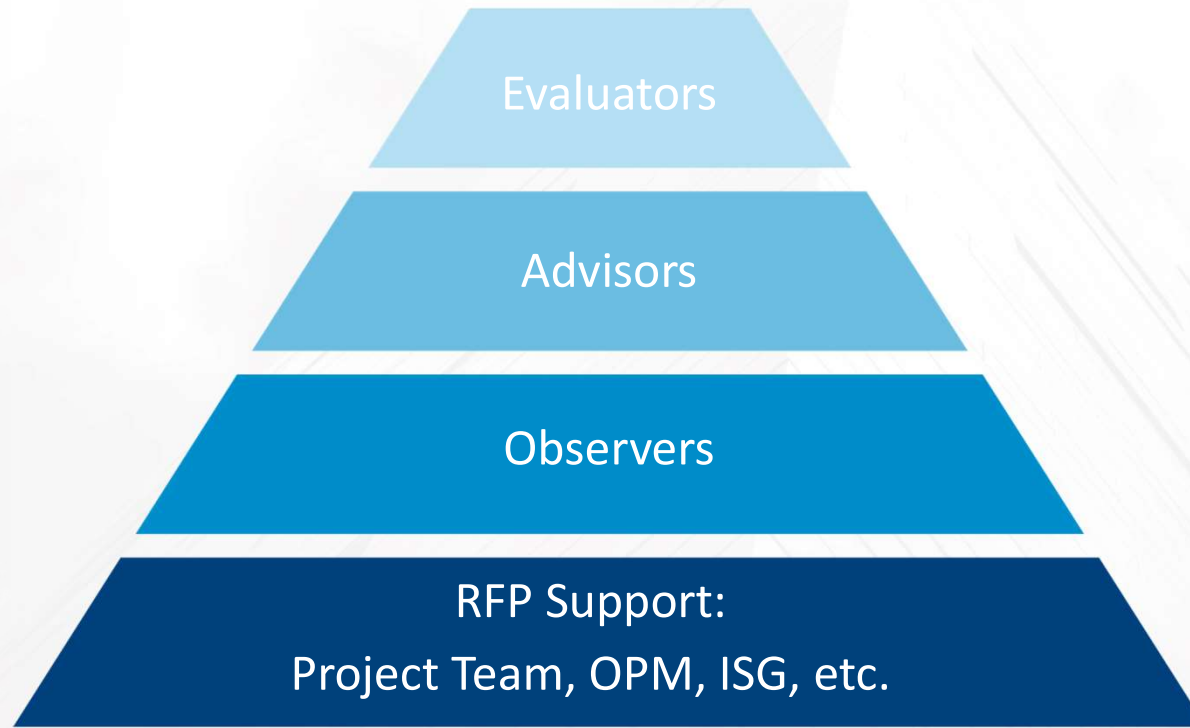 Evaluators
Advisors
Observers
RFP Support:
Project Team, OPM, ISG, etc.